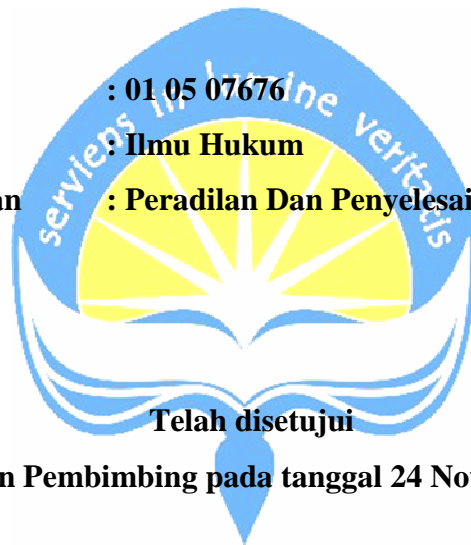 : 01 05 07676
serviens in lumine veritatis
: Ilmu Hukum
an : Peradilan Dan Penyelesai
Telah disetujui
n Pembimbing pada tanggal 24 No